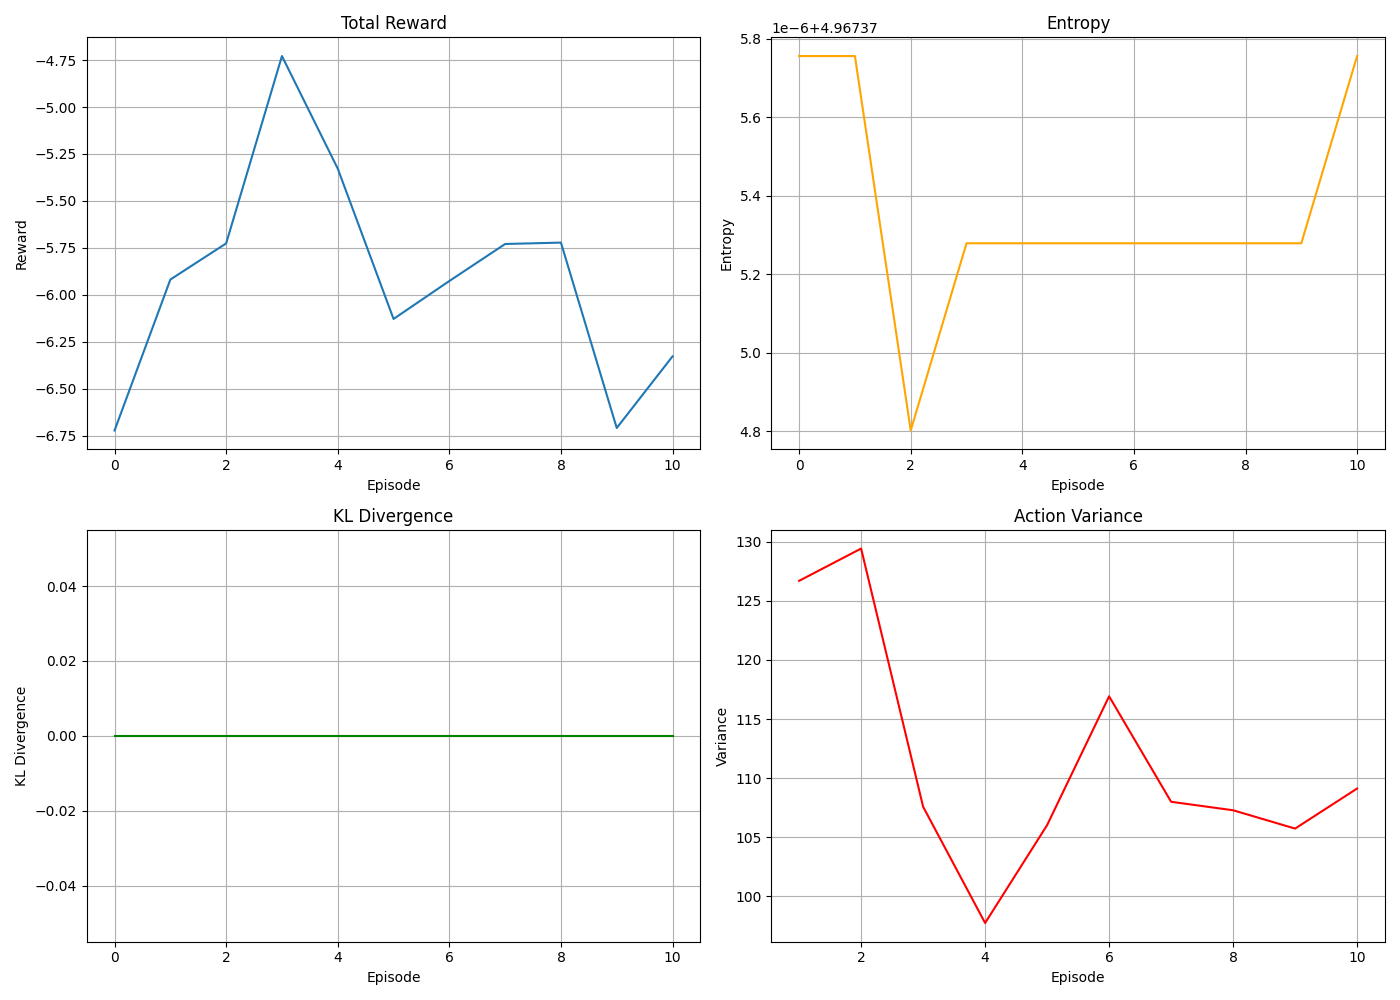 Total Reward
−4.75
−5.00
−5.25
−5.50
−5.75
−6.00
−6.25
−6.50
−6.75
Reward
0 2 4 6 8 10
Episode
Entropy
1e−6+4.96737
5.8
5.6
5.4
5.2
5.0
4.8
Entropy
0 2 4 6 8 10
Episode
KL Divergence
0.04
0.02
0.00
−0.02
−0.04
KL Divergence
0 2 4 6 8 10
Episode
Action Variance
130
125
120
115
110
105
100
Variance
2 4 6 8 10
Episode